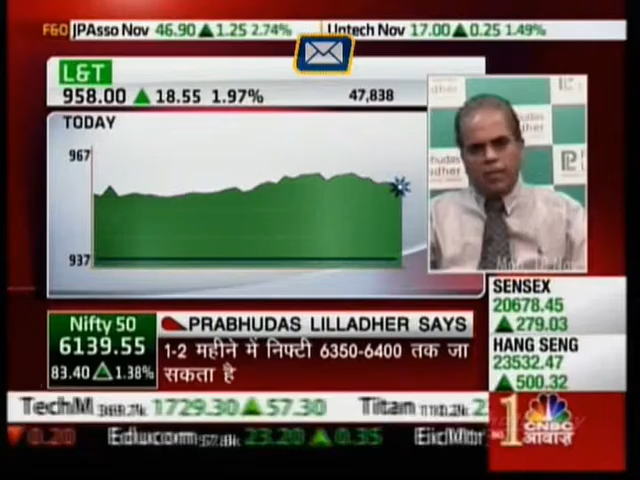 F&O JPAsso Nov 46.90 1.25 2.74% Untech Nov 17.00 0.25 1.49%
L&T
958.00 18.55 1.97% 47,838
TODAY
967
937
SENSEX
20678.45
279.03
HANG SENG
23532.47
500.32
Nifty 50
6139.55
83.40 1.38%
PRABHUDAS LILLADHER SAYS
1-2 महीने में निफ्टी 6350-6400 तक जा
सकता है
TechM 1729.30 57.30 Titan
0.20 Educom 23.20 0.35
1 CNBC
आवाज़